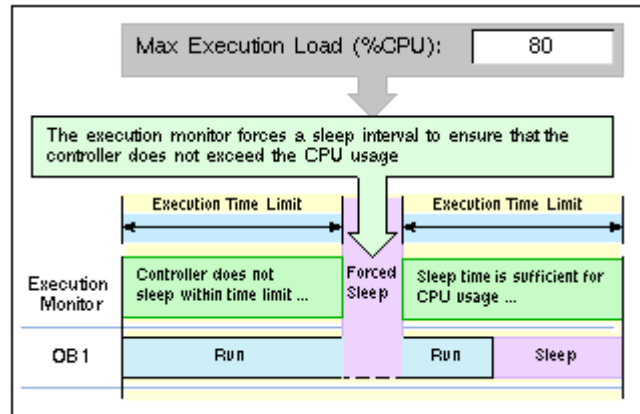 Max Execution Load (%CPU): 80
The execution monitor forces a sleep interval to ensure that the
controller does not exceed the CPU usage
Execution Time Limit
Execution Time Limit
Execution
Monitor
Controller does not
sleep within time limit ...
Forced
Sleep
Sleep time is sufficient for
CPU usage ...
OB1
Run
Run
Sleep